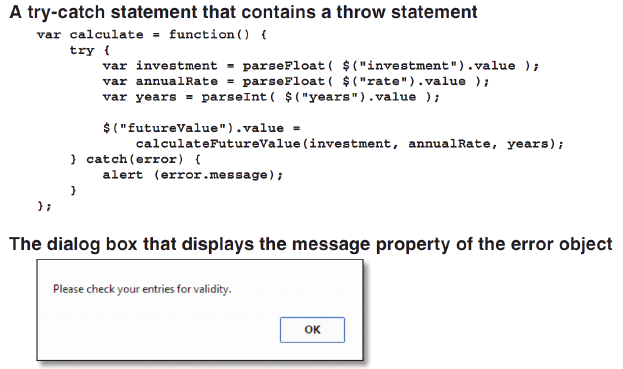 A try-catch statement that contains a throw statement
var calculate = function() {
try {
var investment = parseFloat( $("investment").value );
var annualRate = parseFloat( $("rate").value );
var years = parseInt( $("years").value );
$("futureValue").value =
calculateFutureValue(investment, annualRate, years);
} catch(error) {
alert (error.message);
}
};
The dialog box that displays the message property of the error object
Please check your entries for validity.
OK